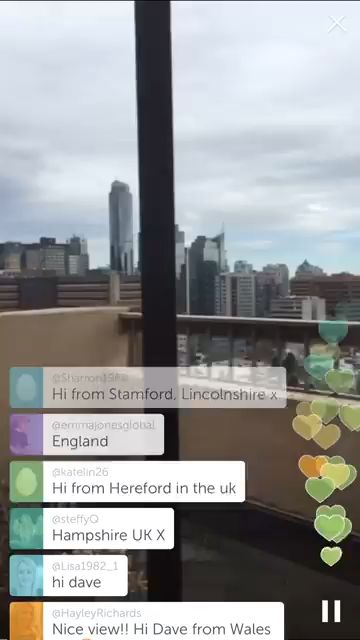 @Sharron1968
Hi from Stamford, Lincolnshire x
@emmajonesglobal
England
@katelin26
Hi from Hereford in the uk
@steffyQ
Hampshire UK X
@Lisa1982_1
hi dave
@HayleyRichards
Nice view!! Hi Dave from Wales